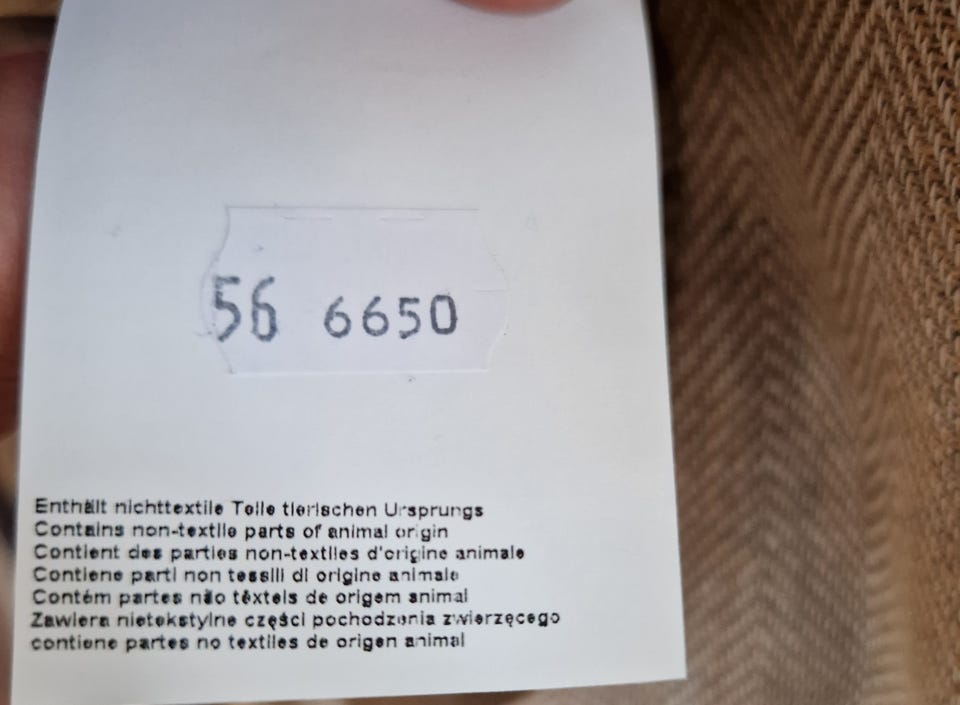 56 6650
Enthält nichttextile Teile tierischen Ursprungs
Contains non-textile parts of animal origin
Contient des parties non-textiles d'origine animale
Contiene parti non tessili di origine animale
Contém partes não têxteis de origem animal
Zawiera nietekstylne części pochodzenia zwierzęcego
contiene partes no textiles de origen animal